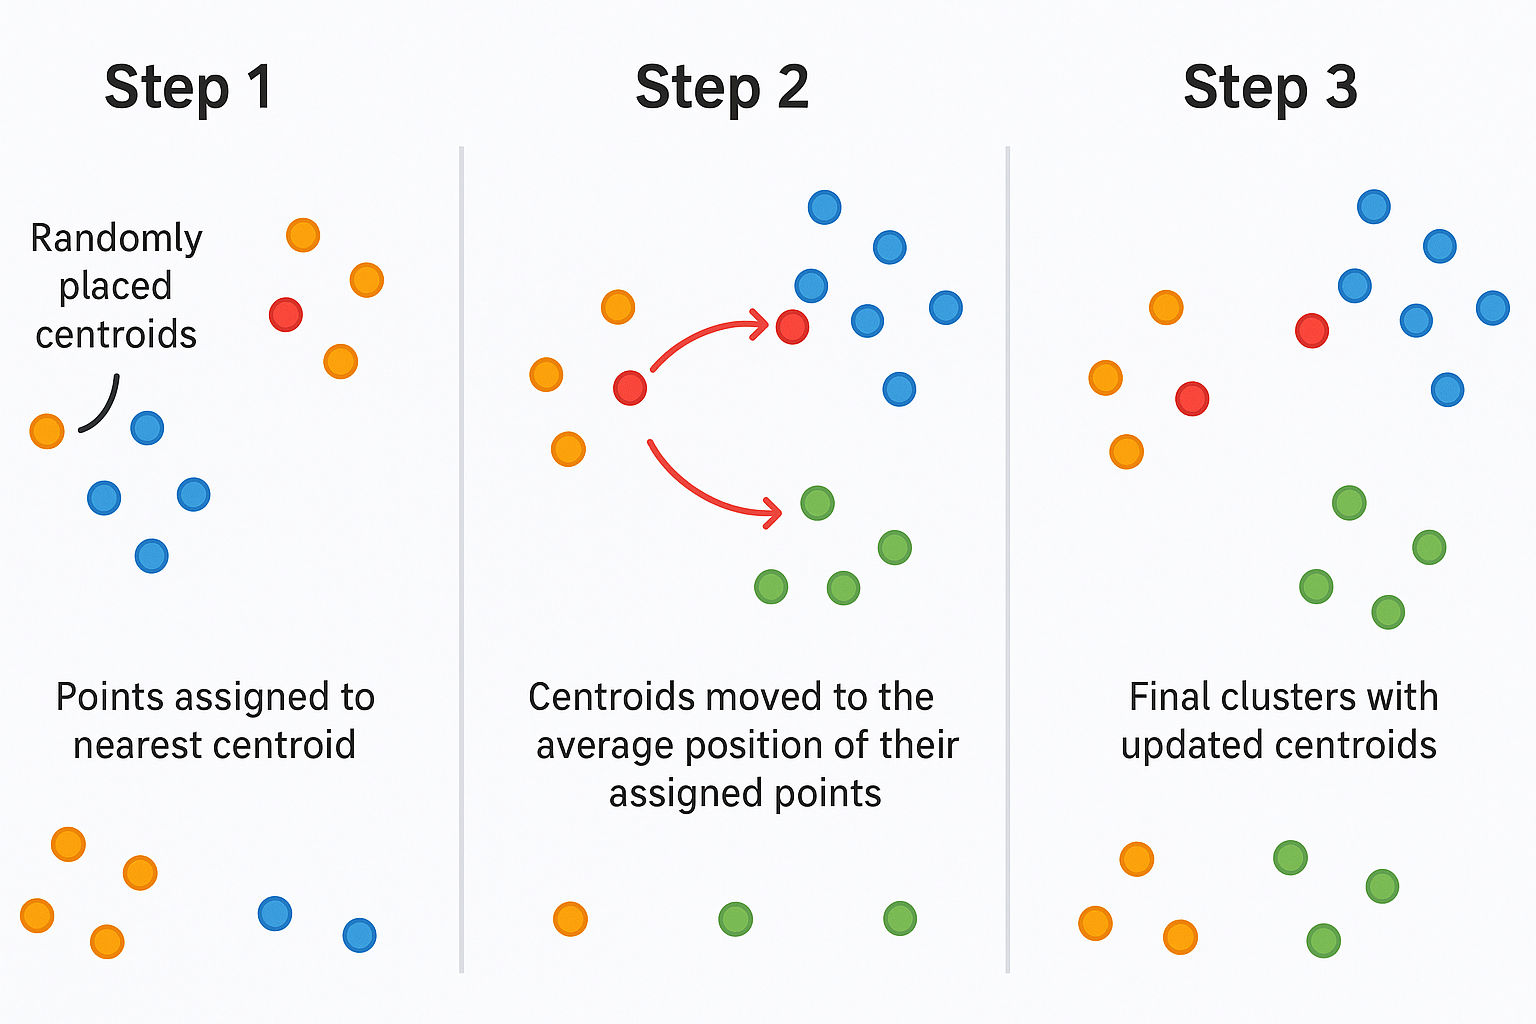 Step 1
Randomly
placed
centroids
Points assigned to
nearest centroid
Step 2
Centroids moved to the
average position of their
assigned points
Step 3
Final clusters with
updated centroids